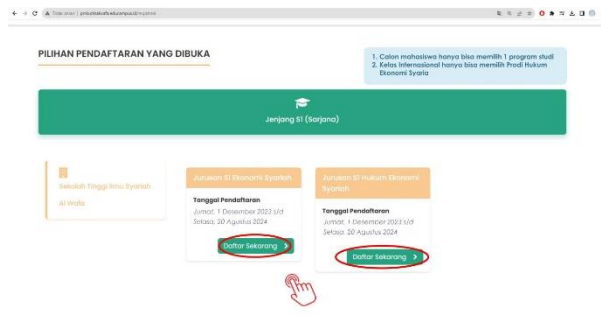 PILIHAN PENDAFTARAN YANG DIBUKA
1. Calon mahasiswa hanya bisa memilih 1 program studi
2. Kelas Internasional hanya bisa memilih Prodi Hukum
Ekonomi Syaria
Jenjang S1 (Sarjana)
Sekolah Tinggi Ilmu Syariah
Al Wafa
Jurusan S1 Ekonomi Syariah
Tanggal Pendaftaran
Jumat, 1 Desember 2023 s/d
Selasa, 20 Agustus 2024
Daftar Sekarang
Jurusan S1 Hukum Ekonomi
Syariah
Tanggal Pendaftaran
Jumat, 1 Desember 2023 s/d
Selasa, 20 Agustus 2024
Daftar Sekarang